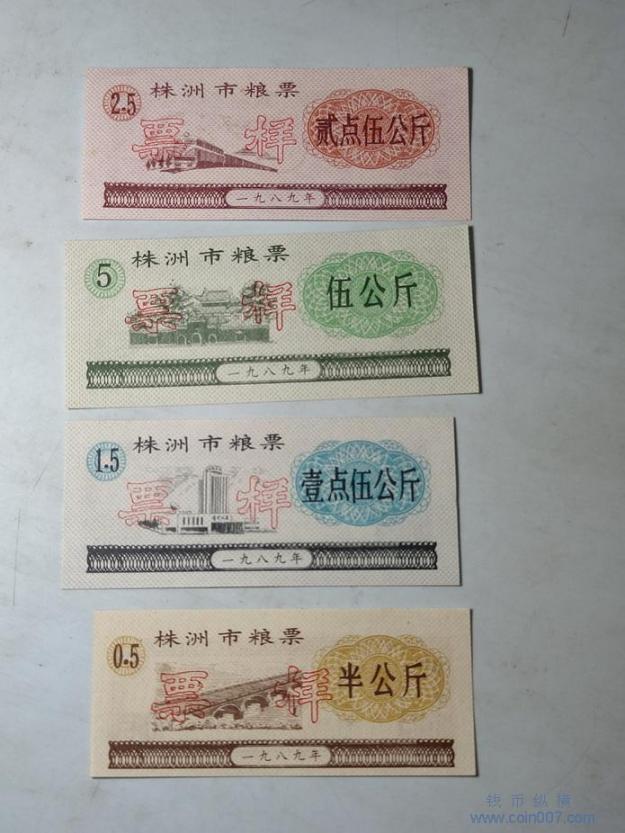 2.5
株洲市粮票
票样
贰点伍公斤
一九八九年
5
株洲市粮票
票样
伍公斤
一九八九年
1.5
株洲市粮票
票样
壹点伍公斤
一九八九年
0.5
株洲市粮票
票样
半公斤
一九八九年
钱币纵横
www.coin007.com